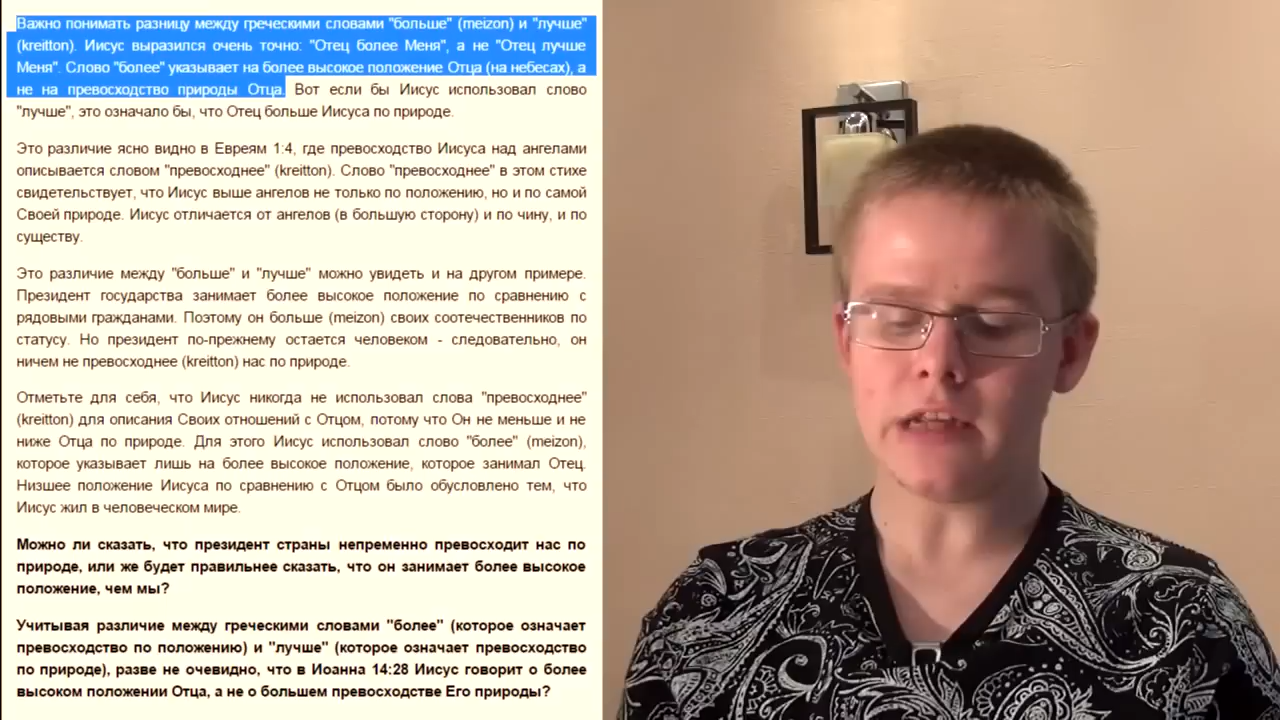 Важно понимать разницу между греческими словами "больше" (meizon) и "лучше"
(kreitton). Иисус выразился очень точно: "Отец более Меня", а не "Отец лучше
Меня". Слово "более" указывает на более высокое положение Отца (на небесах), а
не на превосходство природы Отца. Вот если бы Иисус использовал слово
"лучше", это означало бы, что Отец больше Иисуса по природе.
Это различие ясно видно в Евреям 1:4, где превосходство Иисуса над ангелами
описывается словом "превосходнее" (kreitton). Слово "превосходнее" в этом стихе
свидетельствует, что Иисус выше ангелов не только по положению, но и по самой
Своей природе. Иисус отличается от ангелов (в большую сторону) и по чину, и по
существу.
Это различие между "больше" и "лучше" можно увидеть и на другом примере.
Президент государства занимает более высокое положение по сравнению с
рядовыми гражданами. Поэтому он больше (meizon) своих соотечественников по
статусу. Но президент по-прежнему остается человеком - следовательно, он
ничем не превосходнее (kreitton) нас по природе.
Отметьте для себя, что Иисус никогда не использовал слова "превосходнее"
(kreitton) для описания Своих отношений с Отцом, потому что Он не меньше и не
ниже Отца по природе. Для этого Иисус использовал слово "более" (meizon),
которое указывает лишь на более высокое положение, которое занимал Отец.
Низшее положение Иисуса по сравнению с Отцом было обусловлено тем, что
Иисус жил в человеческом мире.
Можно ли сказать, что президент страны непременно превосходит нас по
природе, или же будет правильнее сказать, что он занимает более высокое
положение, чем мы?
Учитывая различие между греческими словами "более" (которое означает
превосходство по положению) и "лучше" (которое означает превосходство
по природе), разве не очевидно, что в Иоанна 14:28 Иисус говорит о более
высоком положении Отца, а не о большем превосходстве Его природы?